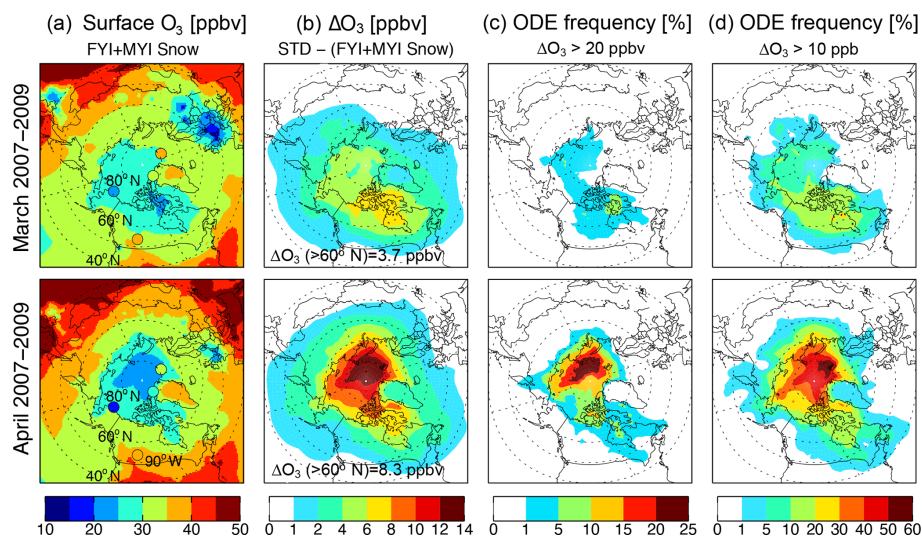 (a) Surface O₃ [ppbv]
FYI+MYI Snow
(b) ΔO₃ [ppbv]
STD – (FYI+MYI Snow)
(c) ODE frequency [%]
ΔO₃ > 20 ppbv
(d) ODE frequency [%]
ΔO₃ > 10 ppb
March 2007–2009
80°N
60°N
40°N
ΔO₃ (>60° N)=3.7 ppbv
April 2007–2009
80°N
60°N
90°W
40°N
ΔO₃ (>60° N)=8.3 ppbv
10 20 30 40 50
0 1 2 4 6 8 10 12 14
0 1 5 10 15 20 25
0 1 5 10 20 30 40 50 60